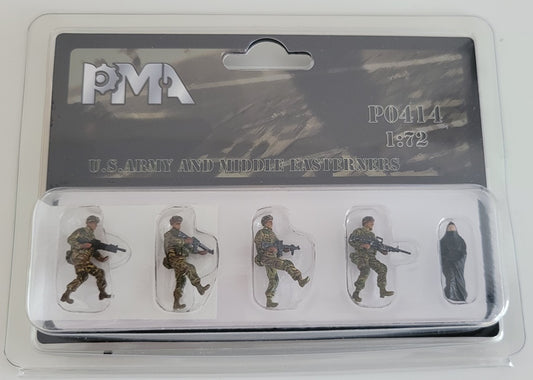 PMA
P0414
1:72
U.S.ARMY AND MIDDLE EASTERNERS